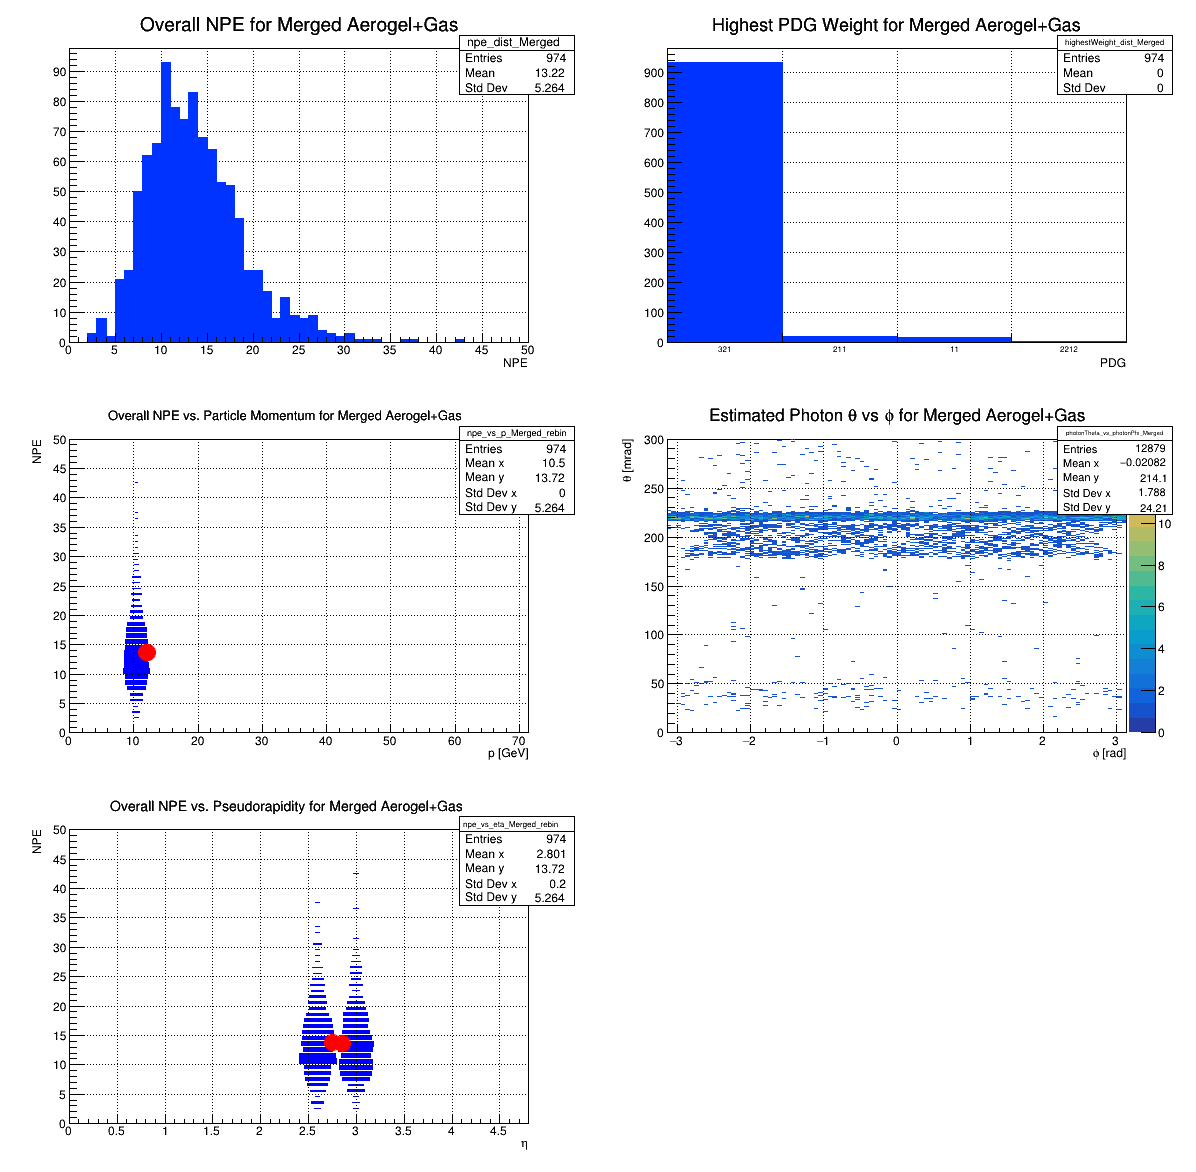 Overall NPE for Merged Aerogel+Gas
npe_dist_Merged
Entries 974
Mean 13.22
Std Dev 5.264
90
80
70
60
50
40
30
20
10
0
0 5 10 15 20 25 30 35 40 45 50
NPE
Highest PDG Weight for Merged Aerogel+Gas
highestWeight_dist_Merged
Entries 974
Mean 0
Std Dev 0
900
800
700
600
500
400
300
200
100
0
321 211 11 2212
PDG
Overall NPE vs. Particle Momentum for Merged Aerogel+Gas
npe_vs_p_Merged_rebin
Entries 974
Mean x 10.5
Mean y 13.72
Std Dev x 0
Std Dev y 5.264
NPE
50
45
40
35
30
25
20
15
10
5
0
0 10 20 30 40 50 60 70
p [GeV]
Estimated Photon θ vs ϕ for Merged Aerogel+Gas
photonTheta_vs_photonPhi_Merged
Entries 12879
Mean x −0.02082
Mean y 214.1
Std Dev x 1.788
Std Dev y 24.21
θ [mrad]
300
250
200
150
100
50
0
−3 −2 −1 0 1 2 3
ϕ [rad]
10
8
6
4
2
0
Overall NPE vs. Pseudorapidity for Merged Aerogel+Gas
npe_vs_eta_Merged_rebin
Entries 974
Mean x 2.801
Mean y 13.72
Std Dev x 0.2
Std Dev y 5.264
NPE
50
45
40
35
30
25
20
15
10
5
0
0 0.5 1 1.5 2 2.5 3 3.5 4 4.5
η